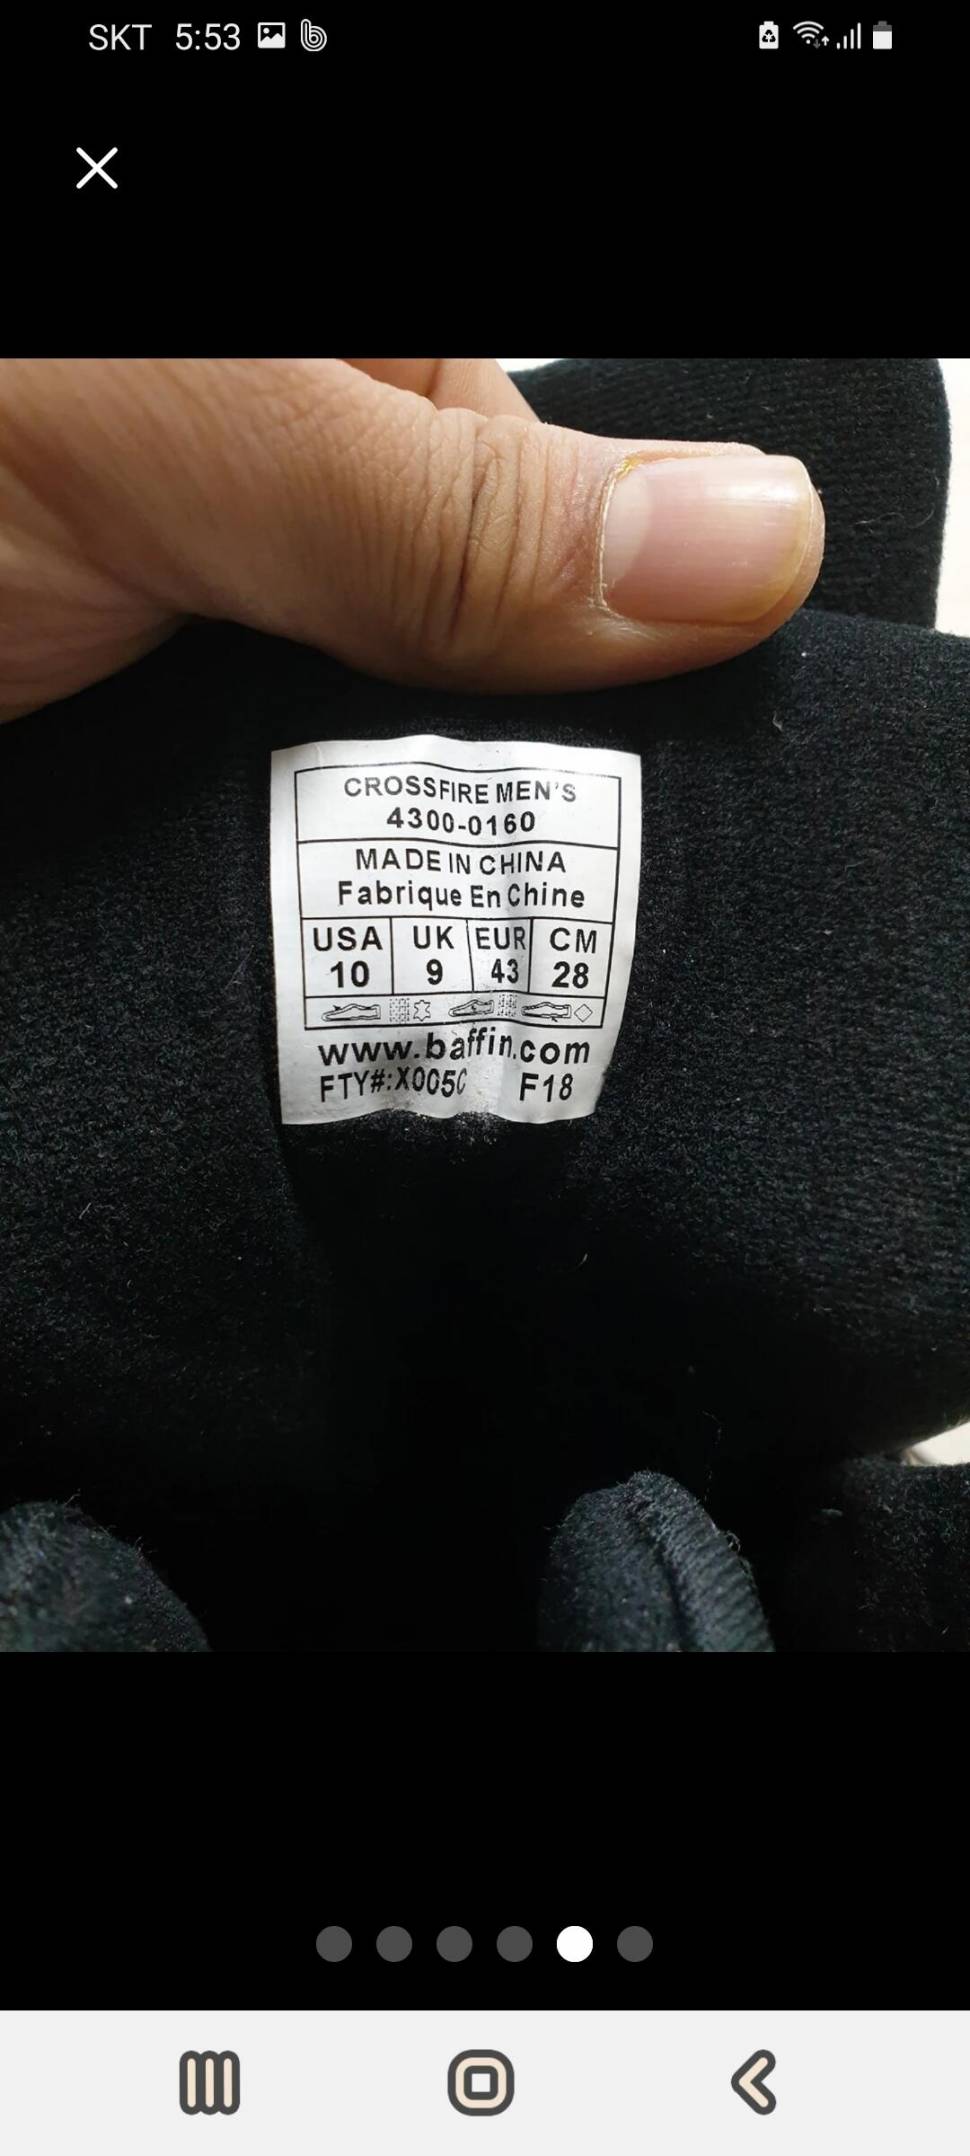 SKT 5:53
CROSSFIRE MEN'S
4300-0160
MADE IN CHINA
Fabrique En Chine
USA UK EUR CM
10 9 43 28
www.baffin.com
FTY#:X005C F18